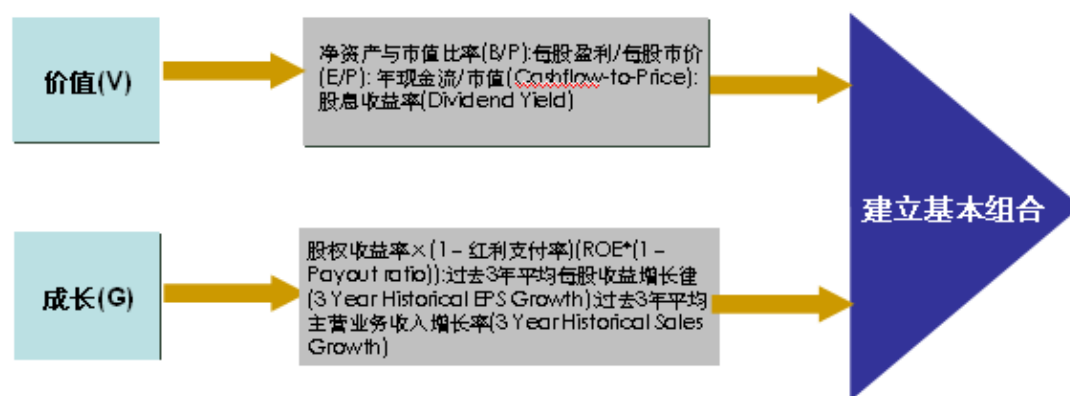 价值(V)
净资产与市值比率(B/P):每股盈利/每股市价
(E/P): 年现金流/市值(Cashflow-to-Price):
股息收益率(Dividend Yield)
建立基本组合
成长(G)
股权收益率×(1 – 红利支付率)(ROE*(1 –
Payout ratio)):过去3年平均每股收益增长律
(3 Year Historical EPS Growth):过去3年平均
主营业务收入增长率(3 Year Historical Sales
Growth)